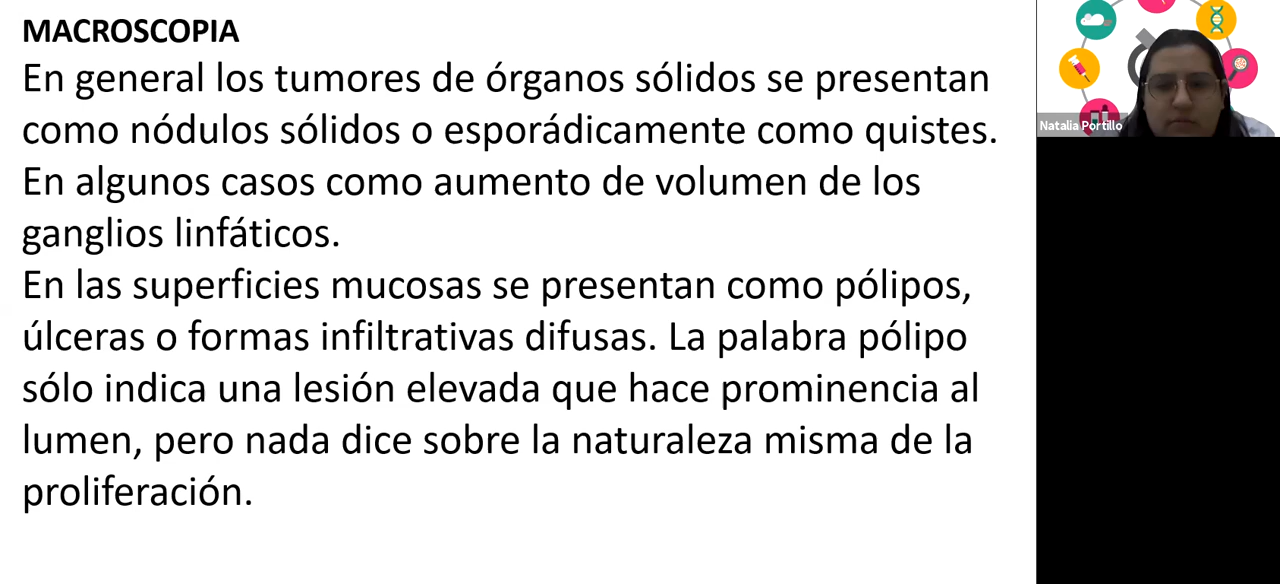 MACROSCOPIA
En general los tumores de órganos sólidos se presentan
como nódulos sólidos o esporádicamente como quistes.
En algunos casos como aumento de volumen de los
ganglios linfáticos.
En las superficies mucosas se presentan como pólipos,
úlceras o formas infiltrativas difusas. La palabra pólipo
sólo indica una lesión elevada que hace prominencia al
lumen, pero nada dice sobre la naturaleza misma de la
proliferación.
Natalia Portillo